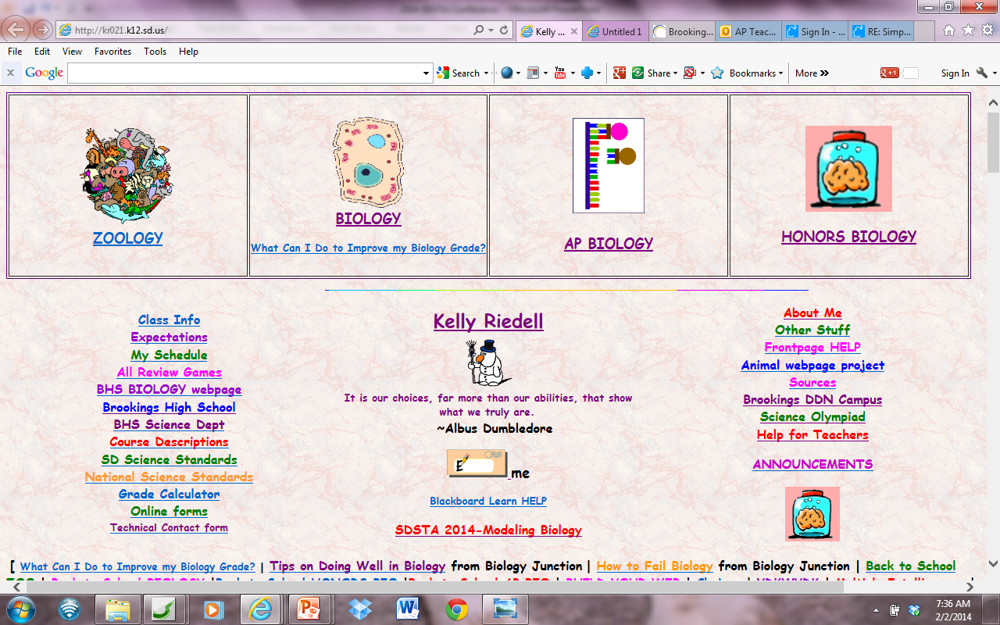 http://kr021.k12.sd.us/
Kelly ...
Untitled 1
Brooking...
AP Teac...
Sign In - ...
RE: Simp...
File Edit View Favorites Tools Help
x Google Search Share Bookmarks More » +1 Sign In
ZOOLOGY
BIOLOGY
What Can I Do to Improve my Biology Grade?
AP BIOLOGY
HONORS BIOLOGY
Class Info
Expectations
My Schedule
All Review Games
BHS BIOLOGY webpage
Brookings High School
BHS Science Dept
Course Descriptions
SD Science Standards
National Science Standards
Grade Calculator
Online forms
Technical Contact form
Kelly Riedell
It is our choices, far more than our abilities, that show
what we truly are.
~Albus Dumbledore
E me
Blackboard Learn HELP
SDSTA 2014-Modeling Biology
About Me
Other Stuff
Frontpage HELP
Animal webpage project
Sources
Brookings DDN Campus
Science Olympiad
Help for Teachers
ANNOUNCEMENTS
[ What Can I Do to Improve my Biology Grade? | Tips on Doing Well in Biology from Biology Junction | How to Fail Biology from Biology Junction | Back to School
7:36 AM
2/2/2014